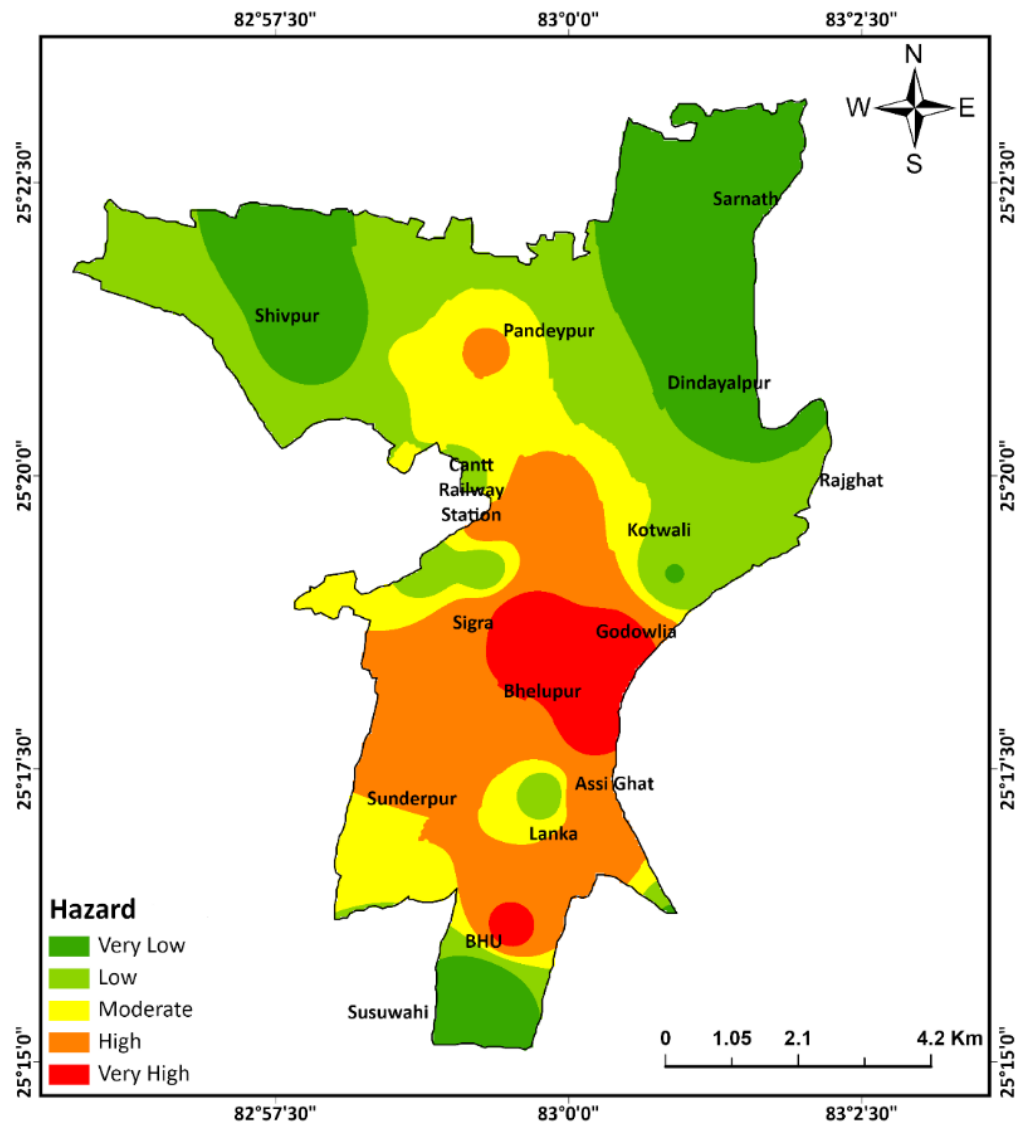 82°57'30" 83°0'0" 83°2'30"
N
W E
S
25°22'30" 25°22'30"
Sarnath
Shivpur
Pandeypur
Dindayalpur
25°20'0" 25°20'0"
Cantt
Railway
Station
Rajghat
Kotwali
Sigra
Godowlia
Bhelupur
25°17'30" 25°17'30"
Assi Ghat
Sunderpur
Lanka
BHU
Susuwahi
Hazard
Very Low
Low
Moderate
High
Very High
0 1.05 2.1 4.2 Km
25°15'0" 25°15'0"
82°57'30" 83°0'0" 83°2'30"